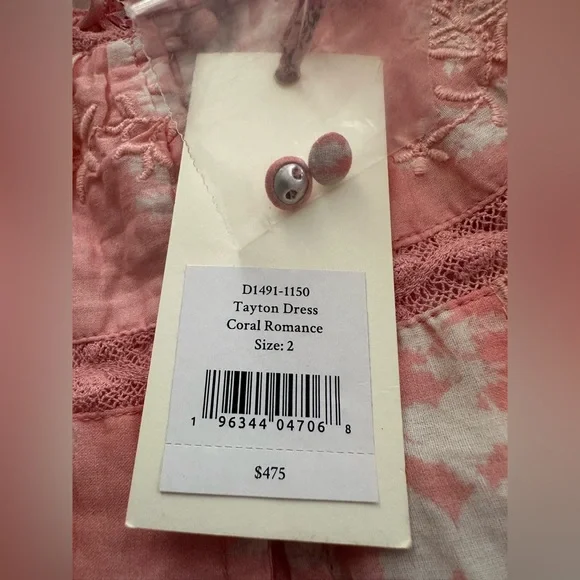 D1491-1150
Tayton Dress
Coral Romance
Size: 2
1 96344 04706 8
$475